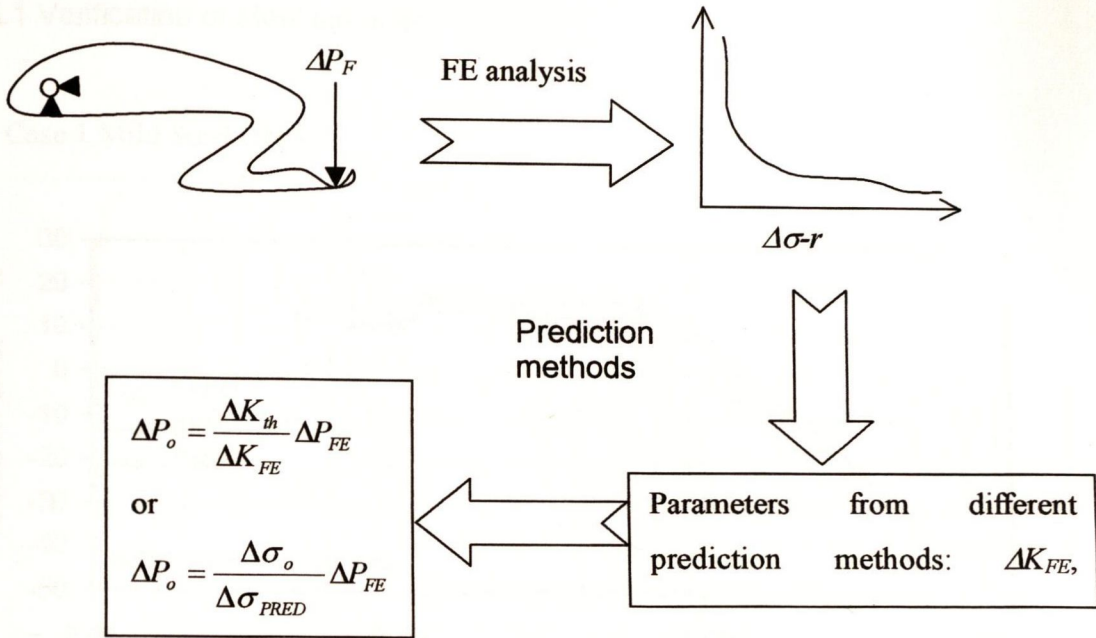 ΔP_F
FE analysis
Δσ-r
Prediction
methods
ΔP_o = ΔK_th / ΔK_FE ΔP_FE
or
ΔP_o = Δσ_o / Δσ_PRED ΔP_FE
Parameters from different
prediction methods: ΔK_FE,